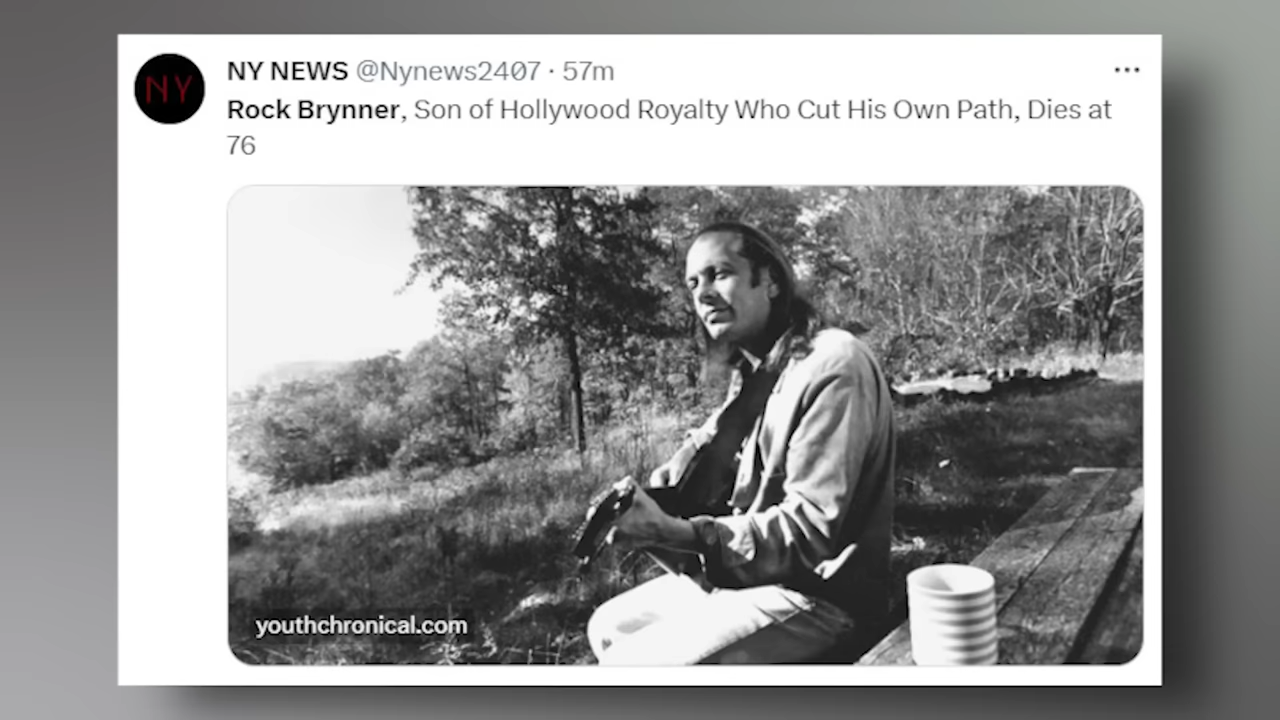 NY
NY NEWS @Nynews2407 · 57m
Rock Brynner, Son of Hollywood Royalty Who Cut His Own Path, Dies at
76
youthchronical.com